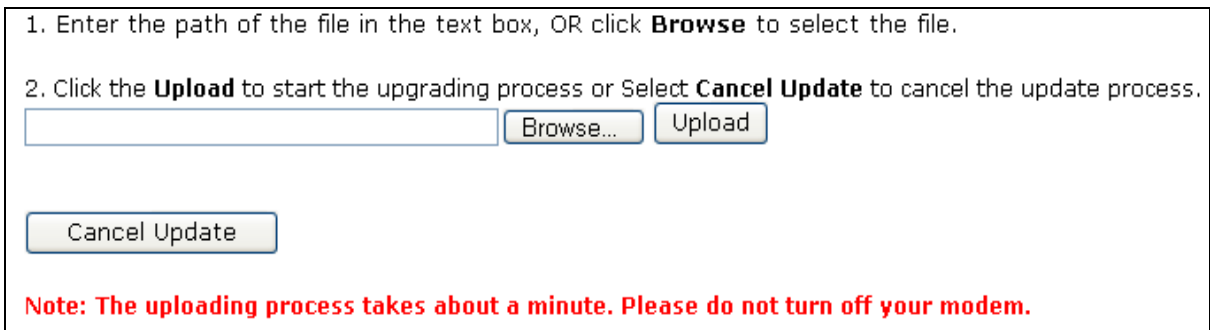 1. Enter the path of the file in the text box, OR click Browse to select the file.
2. Click the Upload to start the upgrading process or Select Cancel Update to cancel the update process.
Browse... Upload
Cancel Update
Note: The uploading process takes about a minute. Please do not turn off your modem.